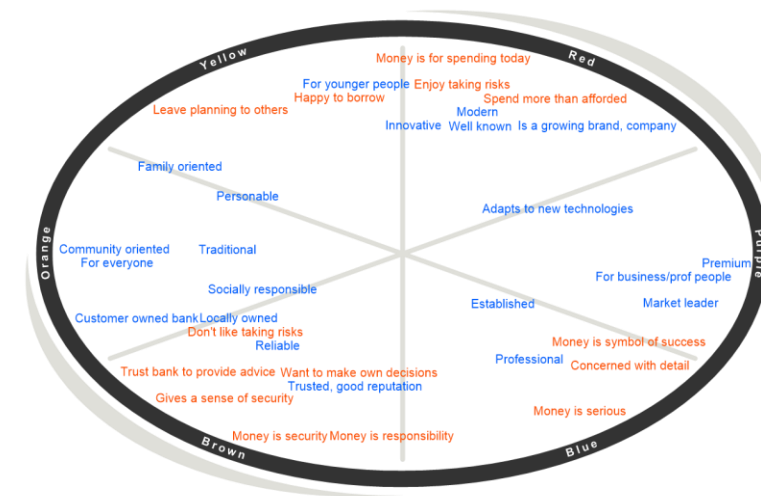 Yellow
Red
Money is for spending today
For younger people
Enjoy taking risks
Happy to borrow
Spend more than afforded
Leave planning to others
Modern
Innovative
Well known
Is a growing brand, company
Family oriented
Personable
Adapts to new technologies
Orange
Purple
Community oriented
Traditional
For everyone
Premium
For business/prof people
Socially responsible
Established
Market leader
Customer owned bank
Locally owned
Don't like taking risks
Reliable
Money is symbol of success
Professional
Concerned with detail
Trust bank to provide advice
Want to make own decisions
Trusted, good reputation
Gives a sense of security
Money is serious
Money is security
Money is responsibility
Brown
Blue